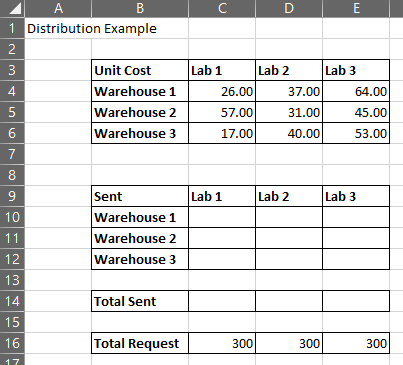 A B C D E
1 Distribution Example
2
3 Unit Cost Lab 1 Lab 2 Lab 3
4 Warehouse 1 26.00 37.00 64.00
5 Warehouse 2 57.00 31.00 45.00
6 Warehouse 3 17.00 40.00 53.00
7
8
9 Sent Lab 1 Lab 2 Lab 3
10 Warehouse 1
11 Warehouse 2
12 Warehouse 3
13
14 Total Sent
15
16 Total Request 300 300 300
17